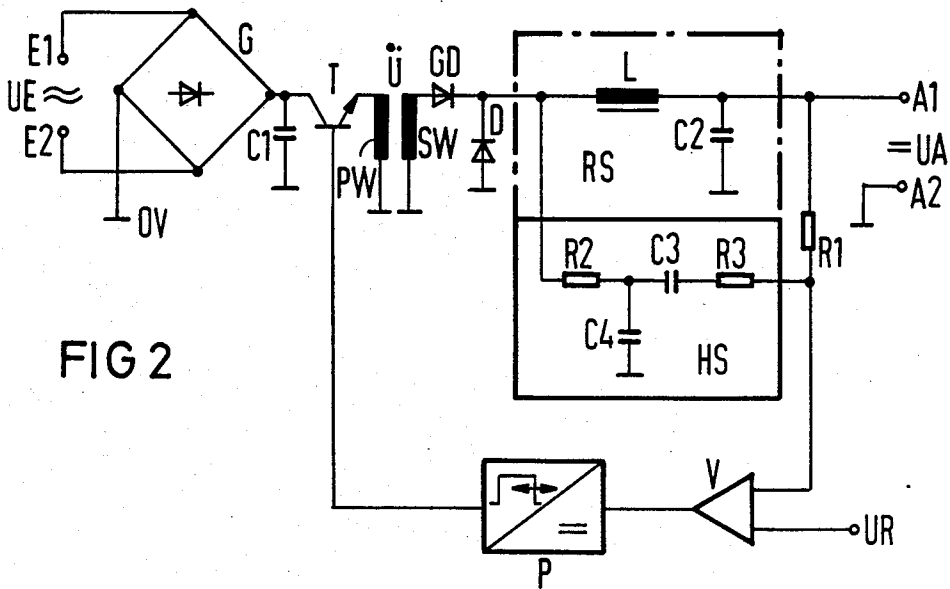 E1
UE ≈
E2
G
C1
0V
T
Ü
PW
SW
GD
D
L
C2
RS
A1
= UA
A2
R1
R2
C3
R3
C4
HS
FIG 2
V
UR
P